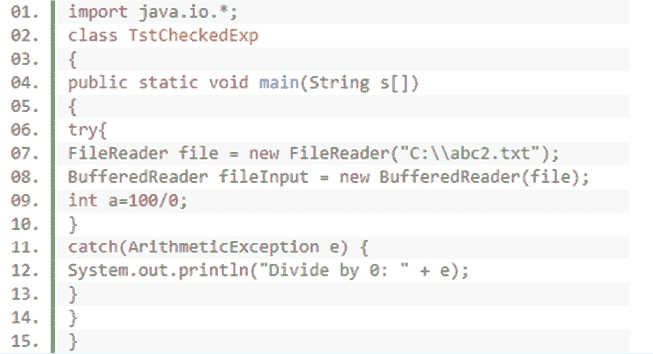 01. import java.io.*;
02. class TstCheckedExp
03. {
04. public static void main(String s[])
05. {
06. try{
07. FileReader file = new FileReader("C:\\abc2.txt");
08. BufferedReader fileInput = new BufferedReader(file);
09. int a=100/0;
10. }
11. catch(ArithmeticException e) {
12. System.out.println("Divide by 0: " + e);
13. }
14. }
15. }